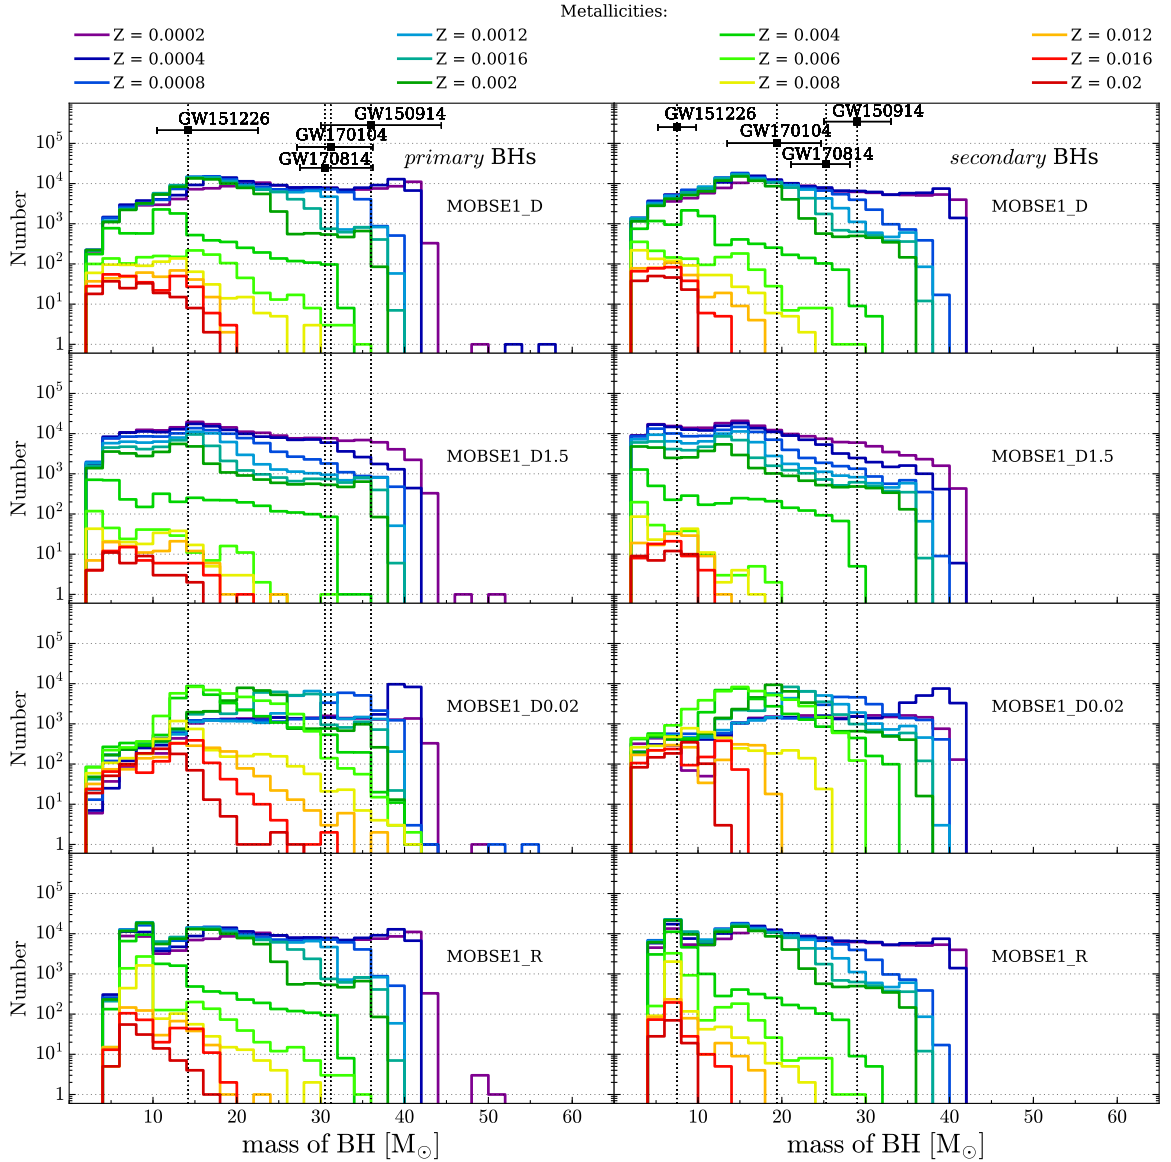 Metallicities:
Z = 0.0002 Z = 0.0012 Z = 0.004 Z = 0.012
Z = 0.0004 Z = 0.0016 Z = 0.006 Z = 0.016
Z = 0.0008 Z = 0.002 Z = 0.008 Z = 0.02
GW151226 GW150914 GW170104 GW170814
primary BHs
MOBSE1_D
GW151226 GW150914 GW170104 GW170814
secondary BHs
MOBSE1_D
Number
10⁵
10⁴
10³
10²
10¹
1
MOBSE1_D1.5
MOBSE1_D1.5
Number
10⁵
10⁴
10³
10²
10¹
1
MOBSE1_D0.02
MOBSE1_D0.02
Number
10⁵
10⁴
10³
10²
10¹
1
MOBSE1_R
MOBSE1_R
Number
10⁵
10⁴
10³
10²
10¹
1
10 20 30 40 50 60 10 20 30 40 50 60
mass of BH [M⊙] mass of BH [M⊙]